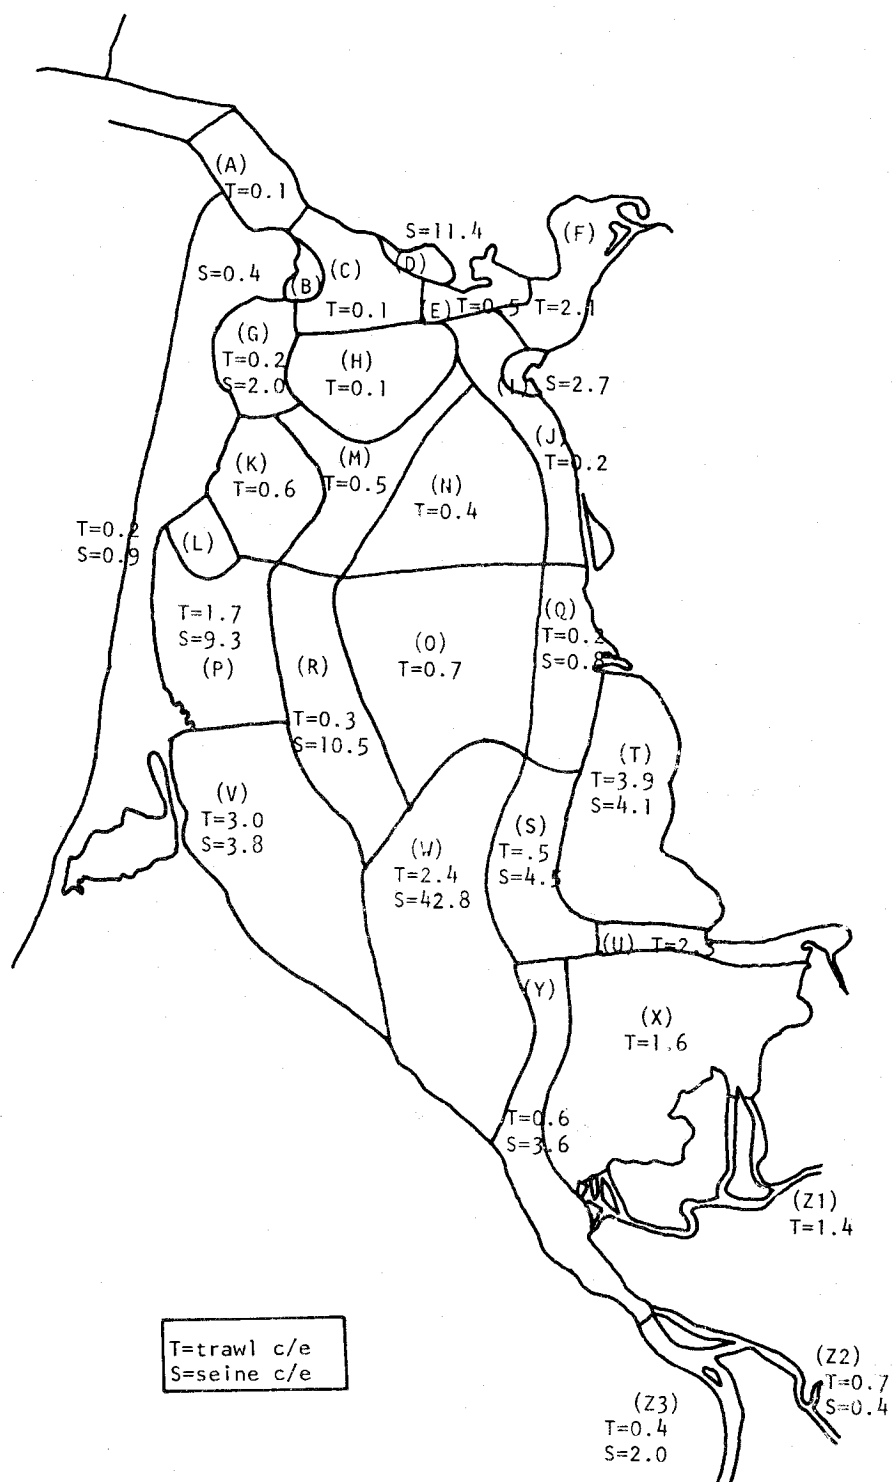 (A)
T=0.1
S=11.4
(F)
S=0.4
(B)
(C)
(D)
T=0.1
(E)
T=0.5
T=2.1
(G)
T=0.2
S=2.0
(H)
T=0.1
(I)
S=2.7
(J)
T=0.2
(K)
T=0.6
(M)
T=0.5
(N)
T=0.4
T=0.2
S=0.9
(L)
T=1.7
S=9.3
(P)
(R)
T=0.3
S=10.5
(O)
T=0.7
(Q)
T=0.2
S=0.8
(T)
T=3.9
S=4.1
(V)
T=3.0
S=3.8
(W)
T=2.4
S=42.8
(S)
T=.5
S=4.5
(U) T=2
(Y)
(X)
T=1.6
T=0.6
S=3.6
(Z1)
T=1.4
T=trawl c/e
S=seine c/e
(Z2)
T=0.7
S=0.4
(Z3)
T=0.4
S=2.0